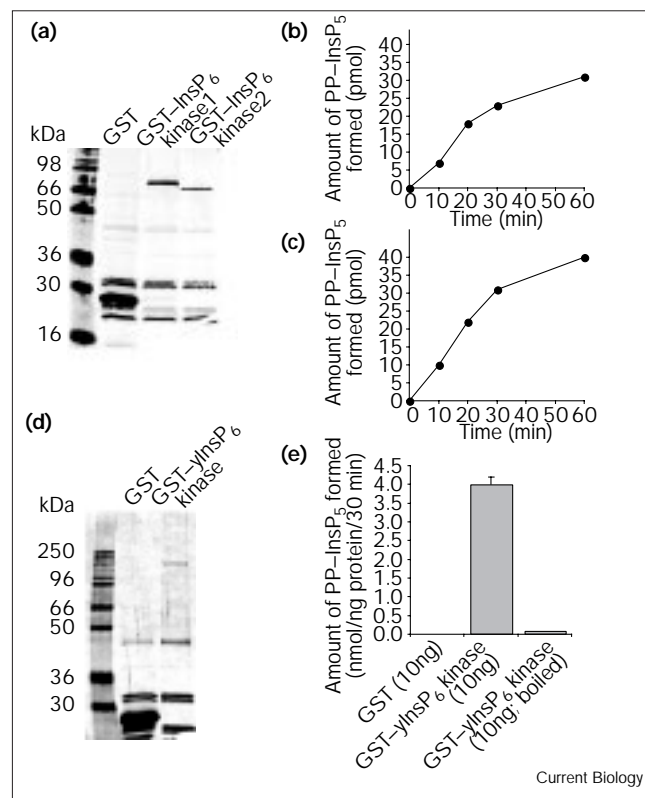 (a)
GST
GST–InsP6 kinase1
GST–InsP6 kinase2
kDa
98
66
50
36
30
16
(b)
Amount of PP–InsP5
formed (pmol)
40
35
30
25
20
15
10
5
0
0 10 20 30 40 50 60
Time (min)
(c)
Amount of PP–InsP5
formed (pmol)
40
35
30
25
20
15
10
5
0
0 10 20 30 40 50 60
Time (min)
(d)
GST
GST–yInsP6
kinase
kDa
250
96
66
50
36
30
(e)
Amount of PP–InsP5 formed
(nmol/ng protein/30 min)
4.5
4.0
3.5
3.0
2.5
2.0
1.5
1.0
0.5
0.0
GST (10ng)
GST–yInsP6 kinase
(10ng)
GST–yInsP6 kinase
(10ng; boiled)
Current Biology